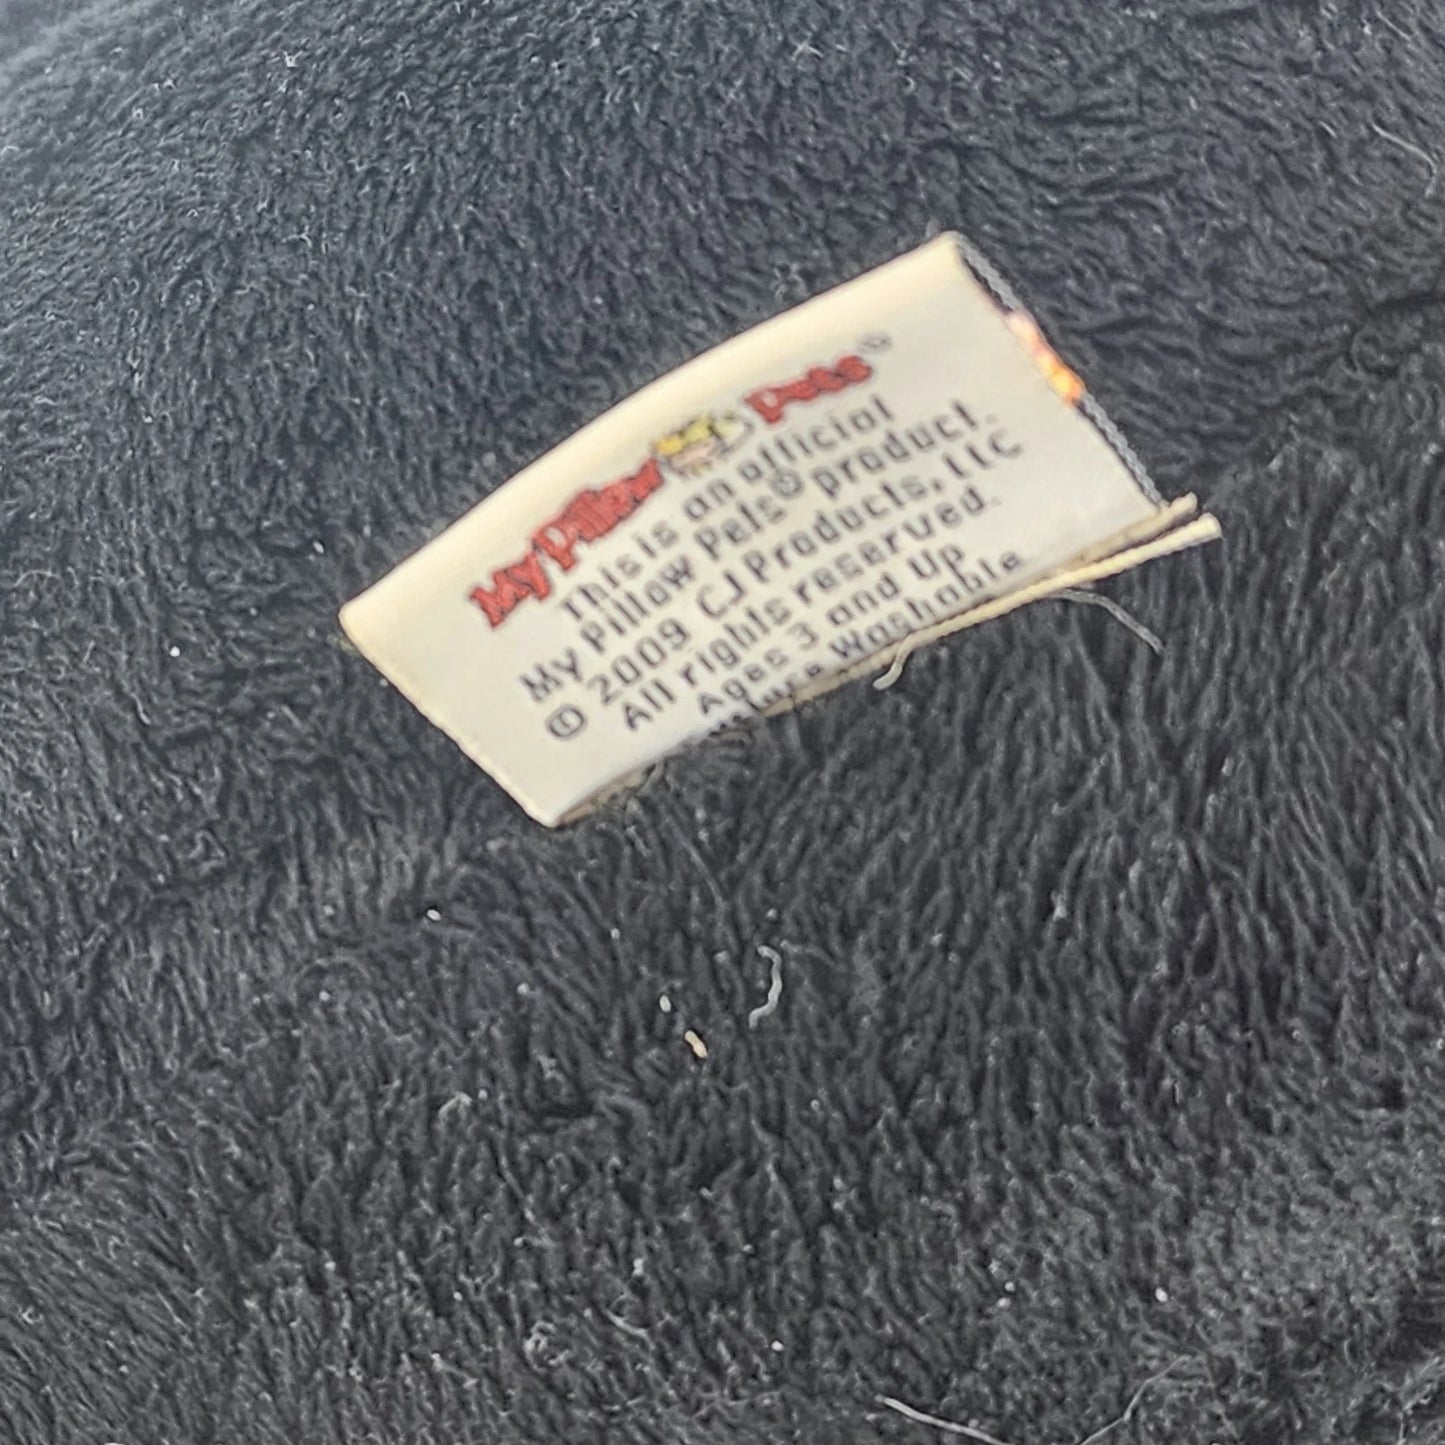 My Pillow Pets®
This is an official
My Pillow Pets® product.
© 2009 CJ Products, LLC
All rights reserved.
Ages 3 and Up
Washable